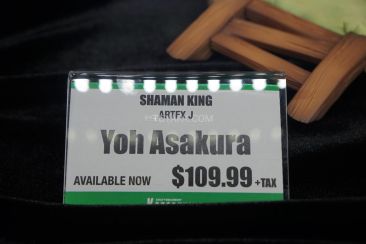 SHAMAN KING
ARTFX J
Yoh Asakura
AVAILABLE NOW $109.99 +TAX